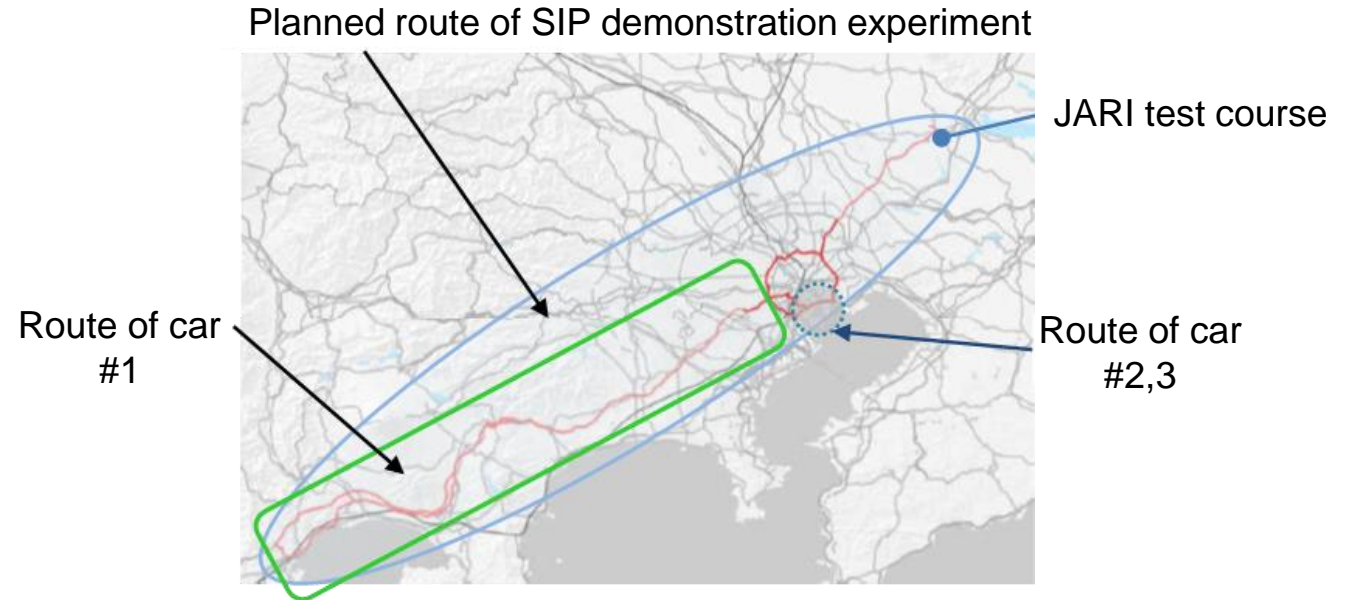 Planned route of SIP demonstration experiment
JARI test course
Route of car
#1
Route of car
#2,3